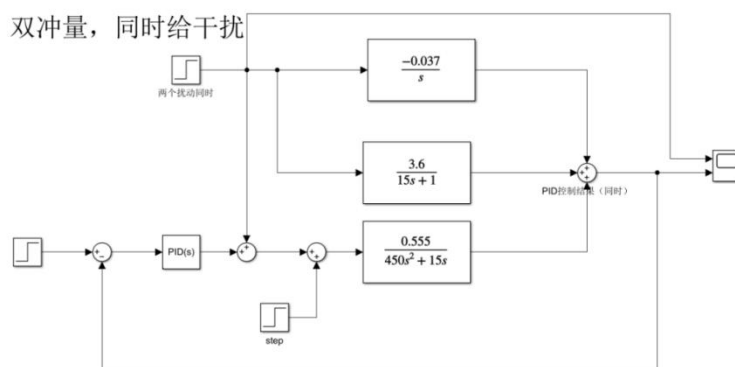 双冲量，同时给干扰
-0.037
s
两个扰动同时
3.6
15s + 1
PID控制结果（同时）
PID(s)
0.555
450s² + 15s
step